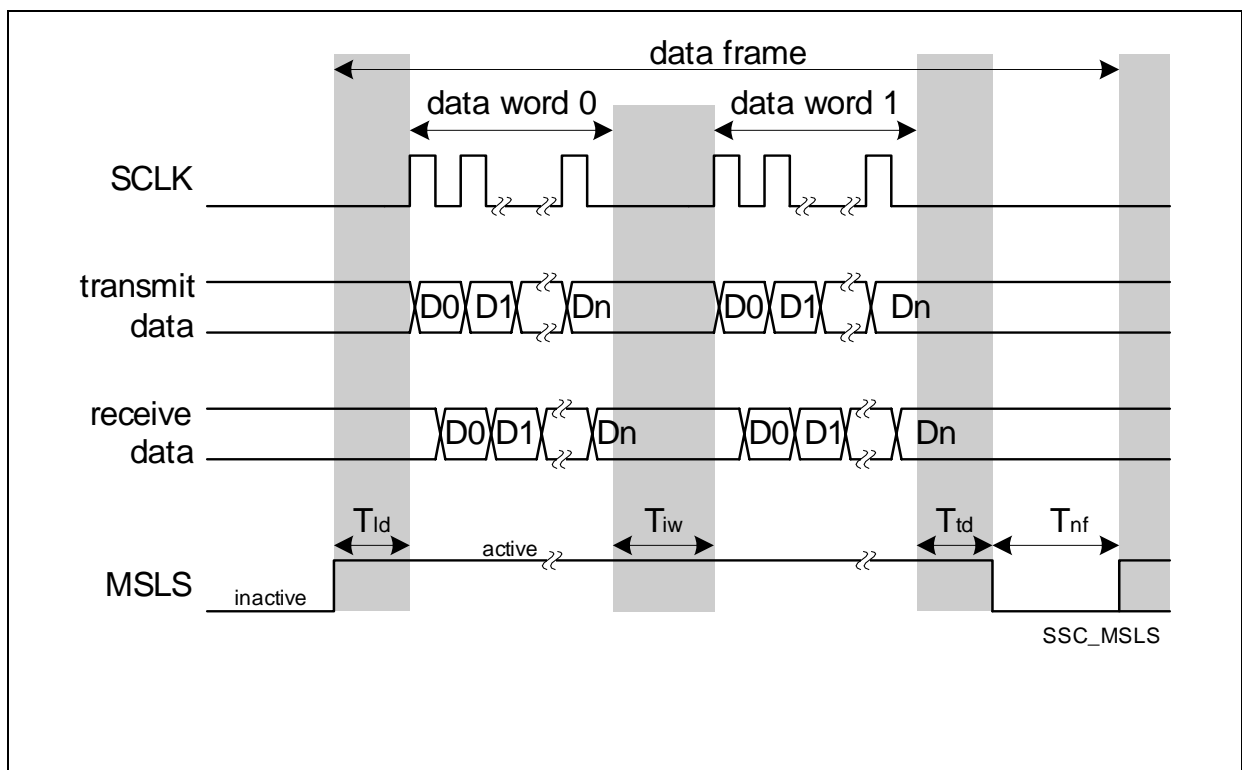 data frame
data word 0
data word 1
SCLK
transmit
data
D0 D1 Dn D0 D1 Dn
receive
data
D0 D1 Dn D0 D1 Dn
Tld Tiw Ttd Tnf
active
MSLS
inactive
SSC_MSLS